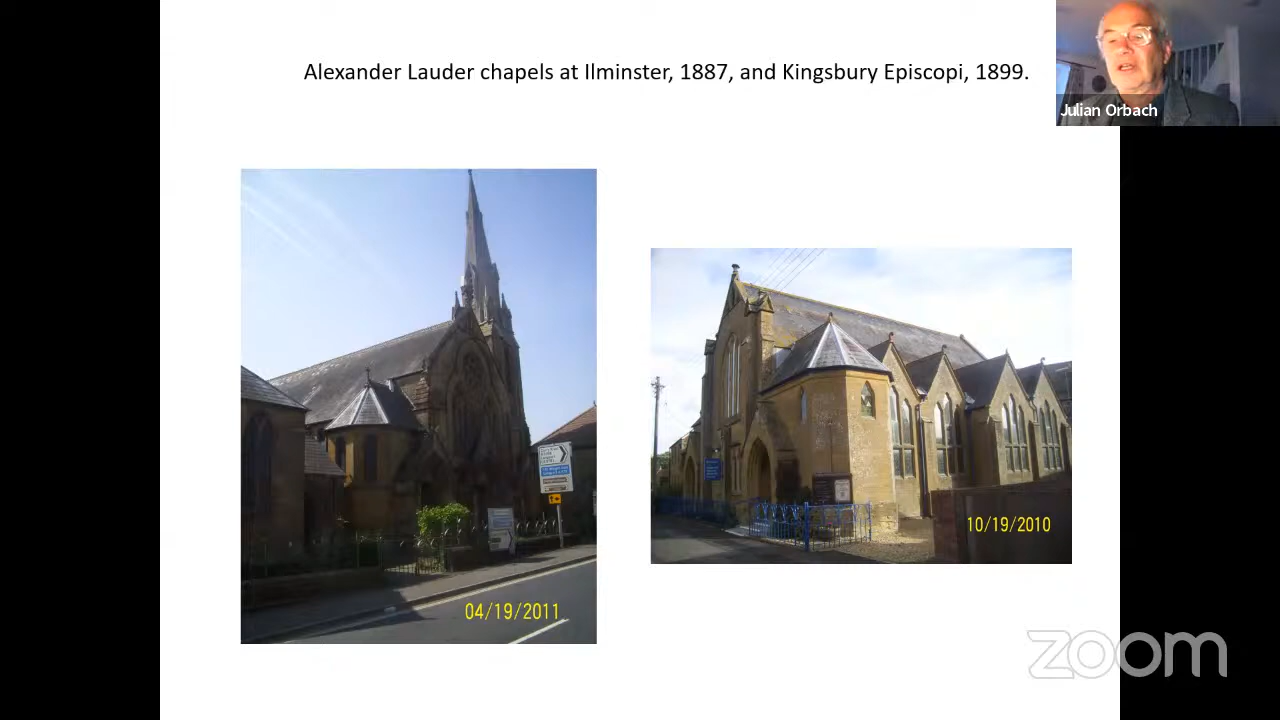 Alexander Lauder chapels at Ilminster, 1887, and Kingsbury Episcopi, 1899.
Julian Orbach
04/19/2011
10/19/2010
zoom